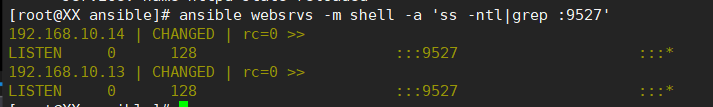 [root@XX ansible]# ansible websrvs -m shell -a 'ss -ntl|grep :9527'
192.168.10.14 | CHANGED | rc=0 >>
LISTEN     0      128                    :::9527                    :::*
192.168.10.13 | CHANGED | rc=0 >>
LISTEN     0      128                    :::9527                    :::*
[root@XX ansible]#